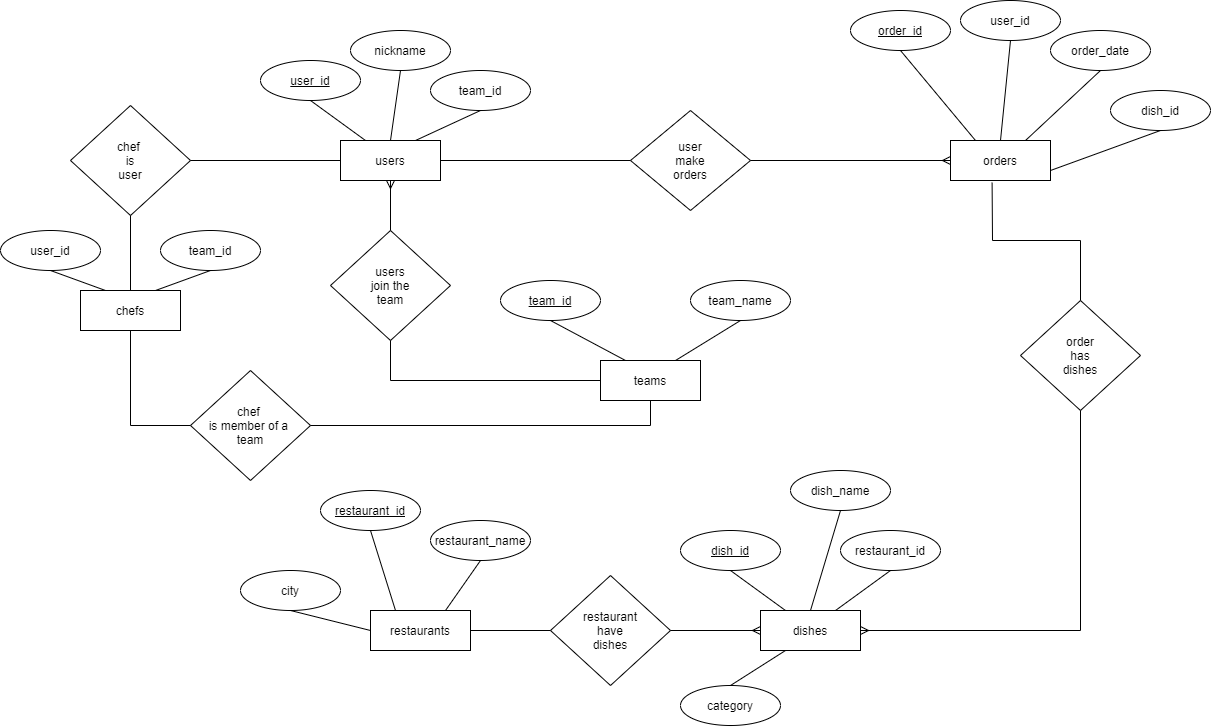 order_id
user_id
order_date
dish_id
nickname
user_id
team_id
chef
is
user
users
user
make
orders
orders
user_id
team_id
chefs
users
join the
team
team_id
team_name
teams
order
has
dishes
chef
is member of a
team
restaurant_id
restaurant_name
city
restaurants
restaurant
have
dishes
dish_name
dish_id
restaurant_id
dishes
category